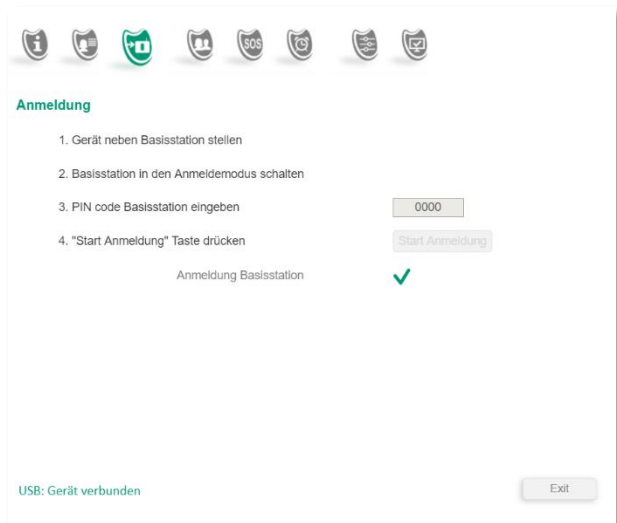 SOS
Anmeldung
1. Gerät neben Basisstation stellen
2. Basisstation in den Anmeldemodus schalten
3. PIN code Basisstation eingeben 0000
4. "Start Anmeldung" Taste drücken Start Anmeldung
Anmeldung Basisstation
USB: Gerät verbunden Exit